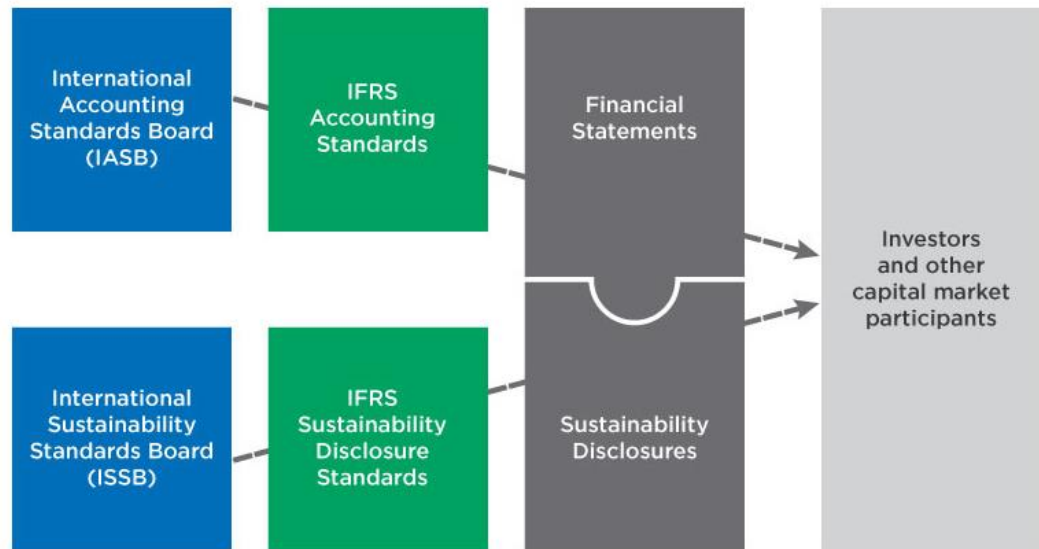 International
Accounting
Standards Board
(IASB)
IFRS
Accounting
Standards
Financial
Statements
Investors
and other
capital market
participants
International
Sustainability
Standards Board
(ISSB)
IFRS
Sustainability
Disclosure
Standards
Sustainability
Disclosures